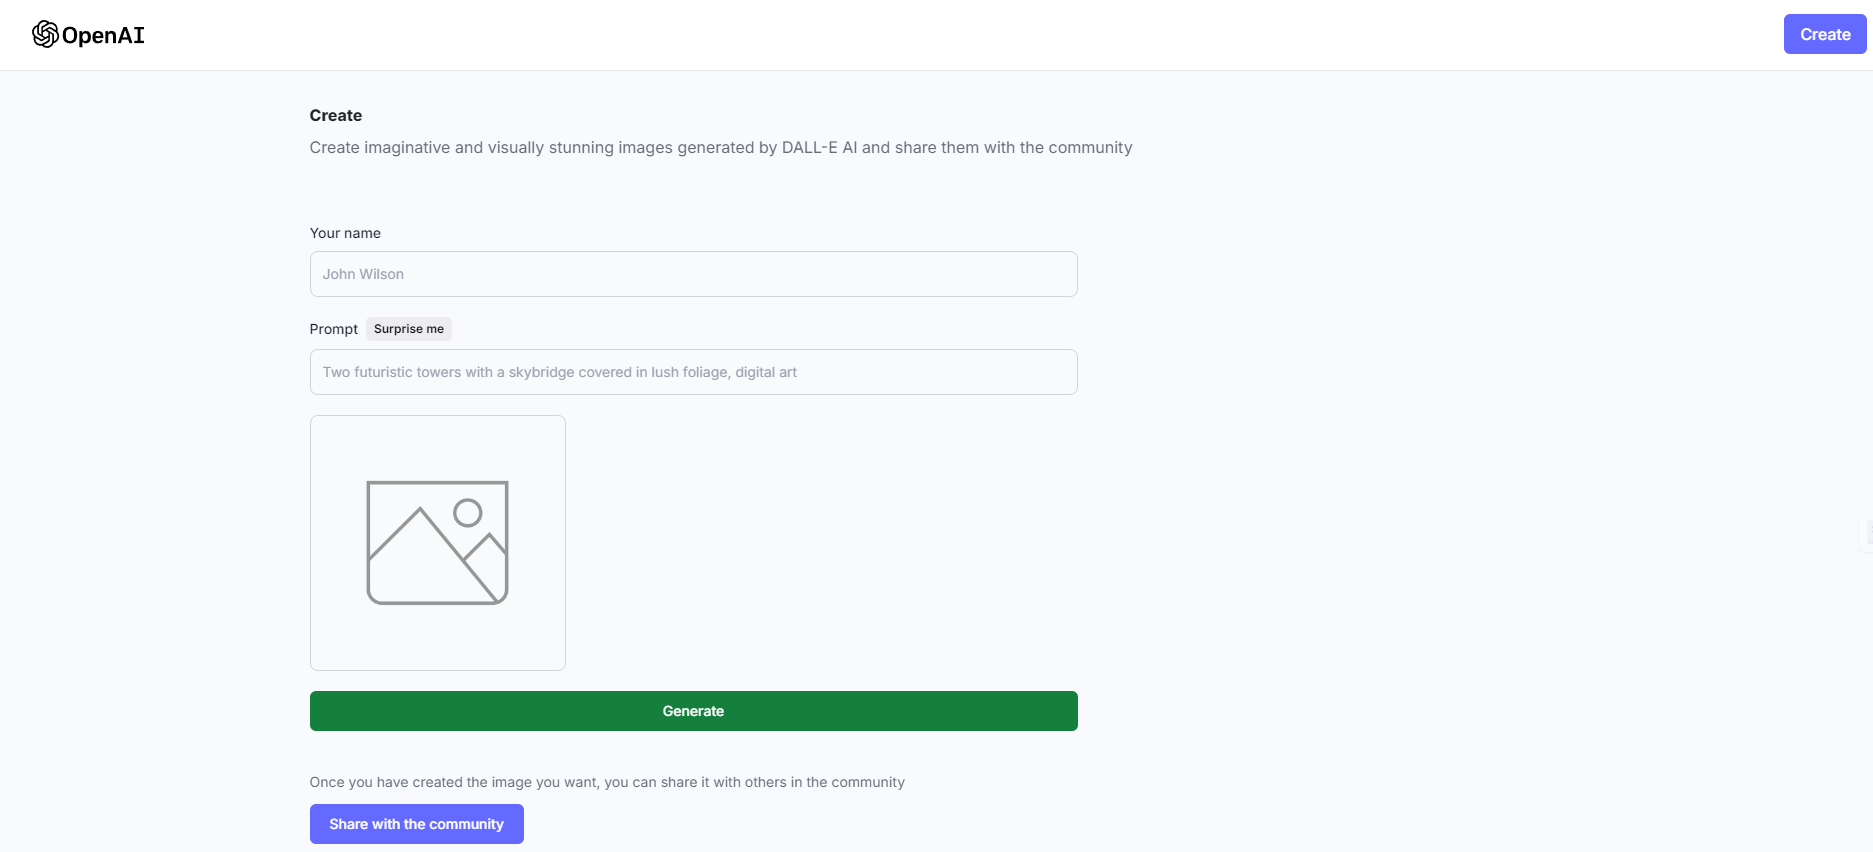 OpenAI
Create
Create
Create imaginative and visually stunning images generated by DALL-E AI and share them with the community
Your name
John Wilson
Prompt Surprise me
Two futuristic towers with a skybridge covered in lush foliage, digital art
Generate
Once you have created the image you want, you can share it with others in the community
Share with the community